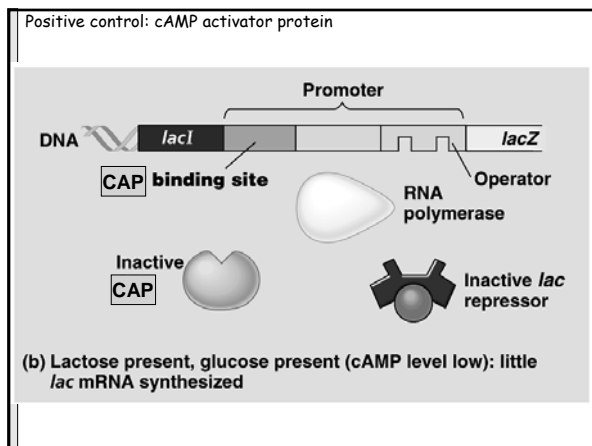 Positive control: cAMP activator protein
Promoter
DNA
lacI
lacZ
CAP binding site
Operator
RNA
polymerase
Inactive
CAP
Inactive lac
repressor
(b) Lactose present, glucose present (cAMP level low): little
lac mRNA synthesized